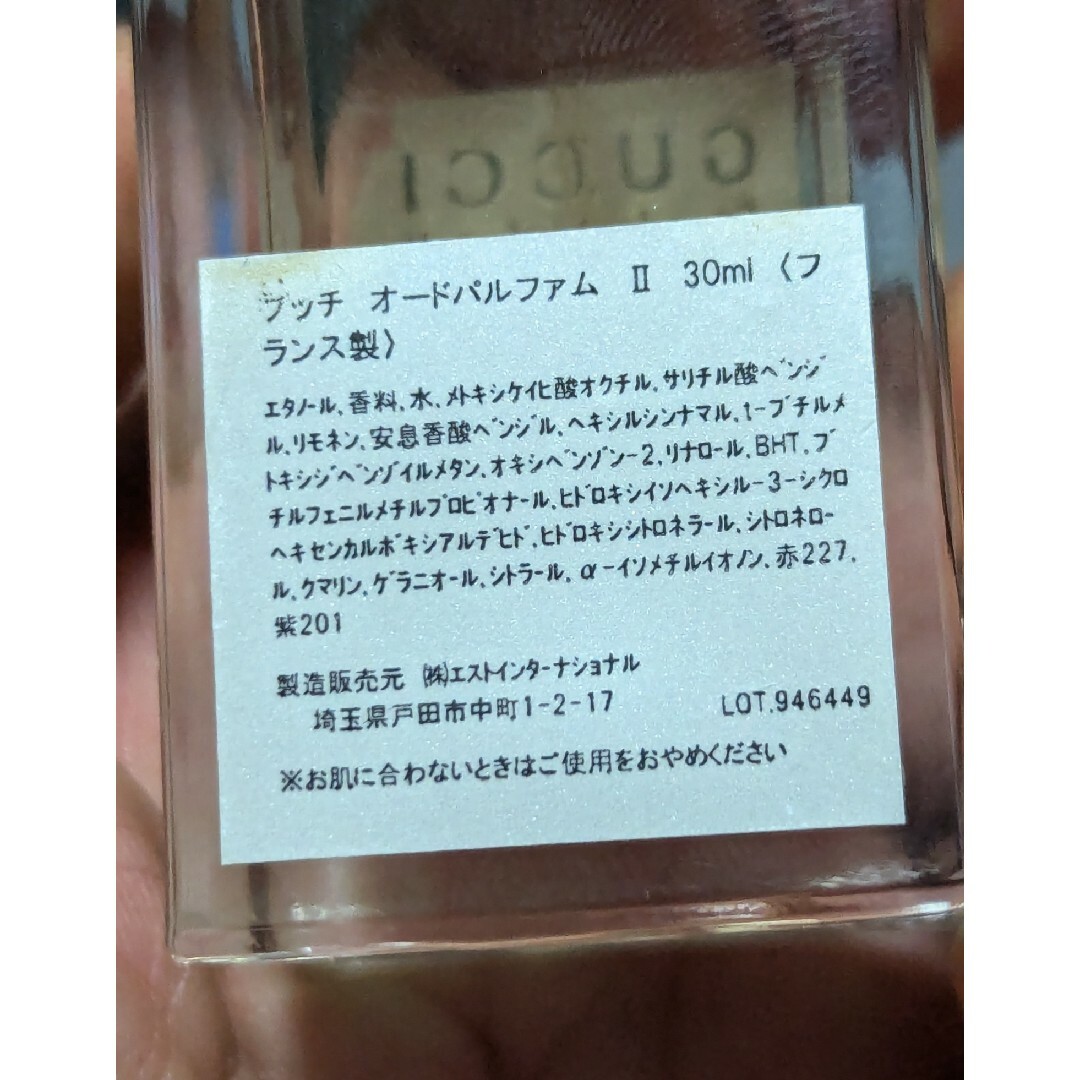 GUCCI
グッチ オードパルファム Ⅱ 30ml〈フ
ランス製〉
エタノール、香料、水、メトキシケイヒ酸オクチル、サリチル酸ベンジ
ル、リモネン、安息香酸ベンジル、ヘキシルシンナマル、t-ブチルメ
トキシジベンゾイルメタン、オキシベンゾン-2、リナロール、BHT、ブ
チルフェニルメチルプロピオナール、ヒドロキシイソヘキシル-3-シクロ
ヘキセンカルボキシアルデヒド、ヒドロキシシトロネラール、シトロネロー
ル、クマリン、ゲラニオール、シトラール、α-イソメチルイオノン、赤227、
紫201
製造販売元 ㈱エストインターナショナル
埼玉県戸田市中町1-2-17 LOT.946449
※お肌に合わないときはご使用をおやめください